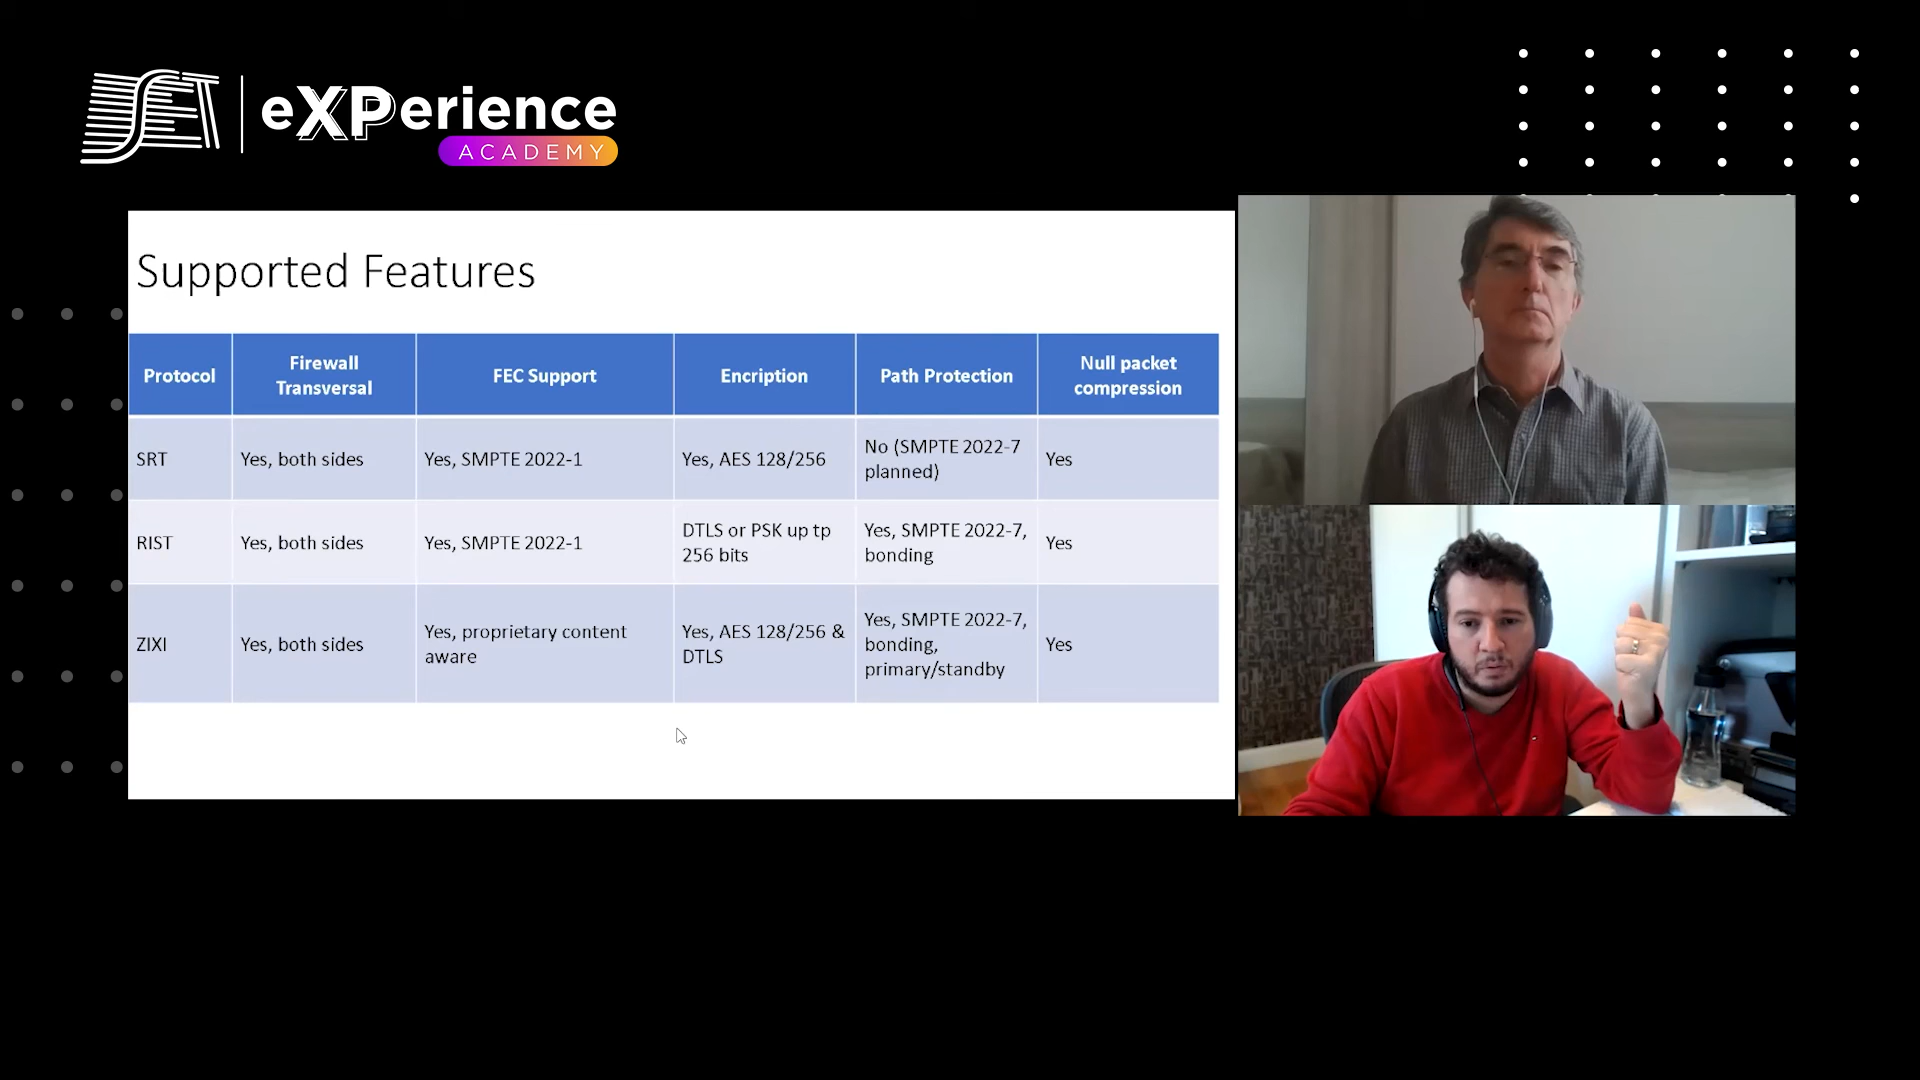 SET
eXPerience
ACADEMY
Supported Features
Protocol
Firewall
Transversal
FEC Support
Encription
Path Protection
Null packet
compression
SRT
Yes, both sides
Yes, SMPTE 2022-1
Yes, AES 128/256
No (SMPTE 2022-7
planned)
Yes
RIST
Yes, both sides
Yes, SMPTE 2022-1
DTLS or PSK up tp
256 bits
Yes, SMPTE 2022-7,
bonding
Yes
ZIXI
Yes, both sides
Yes, proprietary content
aware
Yes, AES 128/256 &
DTLS
Yes, SMPTE 2022-7,
bonding,
primary/standby
Yes